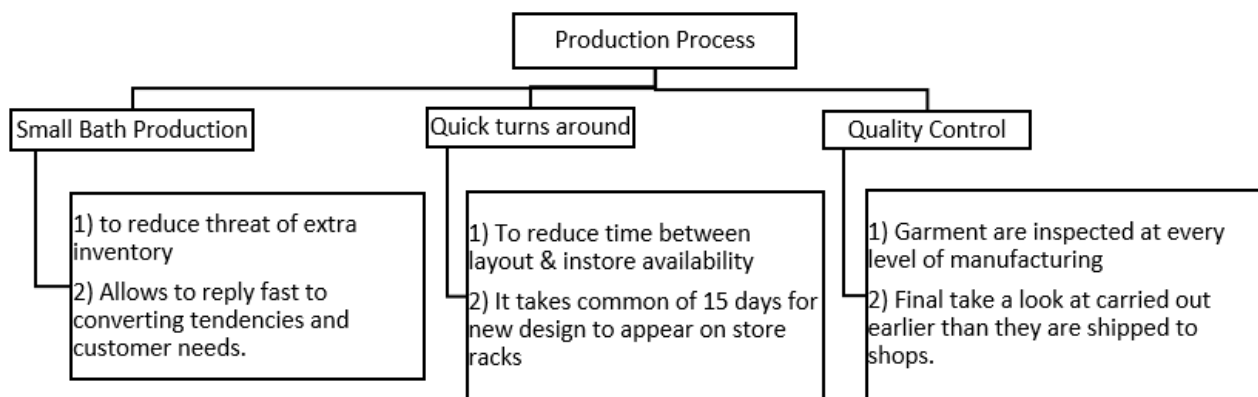 Production Process
Small Bath Production
Quick turns around
Quality Control
1) to reduce threat of extra
inventory
2) Allows to reply fast to
converting tendencies and
customer needs.
1) To reduce time between
layout & instore availability
2) It takes common of 15 days for
new design to appear on store
racks
1) Garment are inspected at every
level of manufacturing
2) Final take a look at carried out
earlier than they are shipped to
shops.